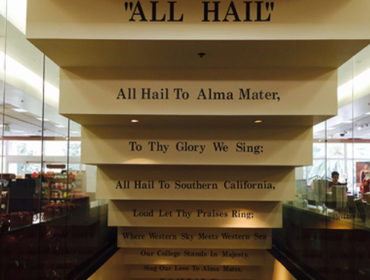 "ALL HAIL"
All Hail To Alma Mater,
To Thy Glory We Sing;
All Hail To Southern California,
Loud Let Thy Praises Ring;
Where Western Sky Meets Western Sea
Our College Stands In Majesty,
Sing Our Love To Alma Mater,